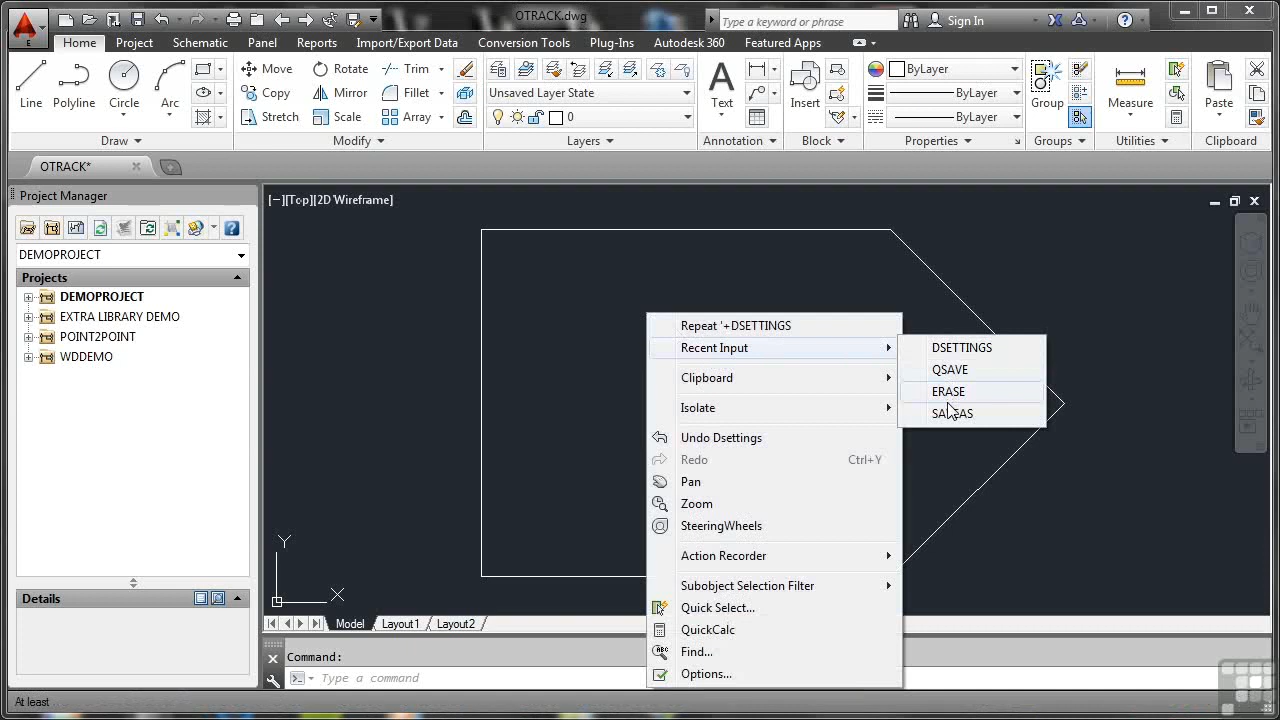 OTRACK.dwg
Type a keyword or phrase
Sign In
E
Home Project Schematic Panel Reports Import/Export Data Conversion Tools Plug-Ins Autodesk 360 Featured Apps
Move Rotate Trim
Copy Mirror Fillet
Stretch Scale Array
Line Polyline Circle Arc
Unsaved Layer State
0
Text
Insert
ByLayer
ByLayer
ByLayer
Group
Measure
Paste
Draw Modify Layers Annotation Block Properties Groups Utilities Clipboard
OTRACK*
Project Manager
DEMOPROJECT
Projects
DEMOPROJECT
EXTRA LIBRARY DEMO
POINT2POINT
WDDEMO
Details
[−][Top][2D Wireframe]
Repeat '+DSETTINGS
Recent Input
Clipboard
Isolate
Undo Dsettings
Redo Ctrl+Y
Pan
Zoom
SteeringWheels
Action Recorder
Subobject Selection Filter
Quick Select...
QuickCalc
Find...
Options...
DSETTINGS
QSAVE
ERASE
Y
X
Model Layout1 Layout2
Command:
Type a command
At least